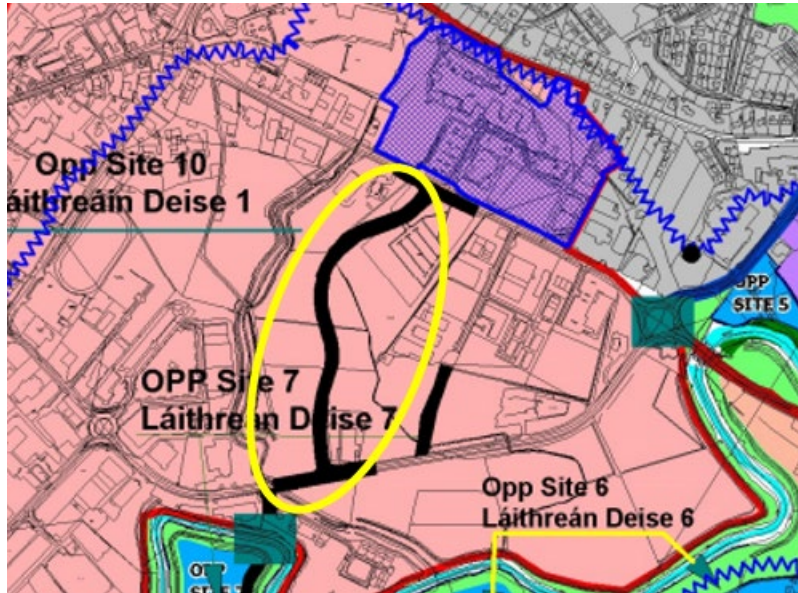 Opp Site 10
áithreáin Deise 1
OPP
SITE 5
OPP Site 7
Láithreán Deise 7
Opp Site 6
Láithreán Deise 6
OPP